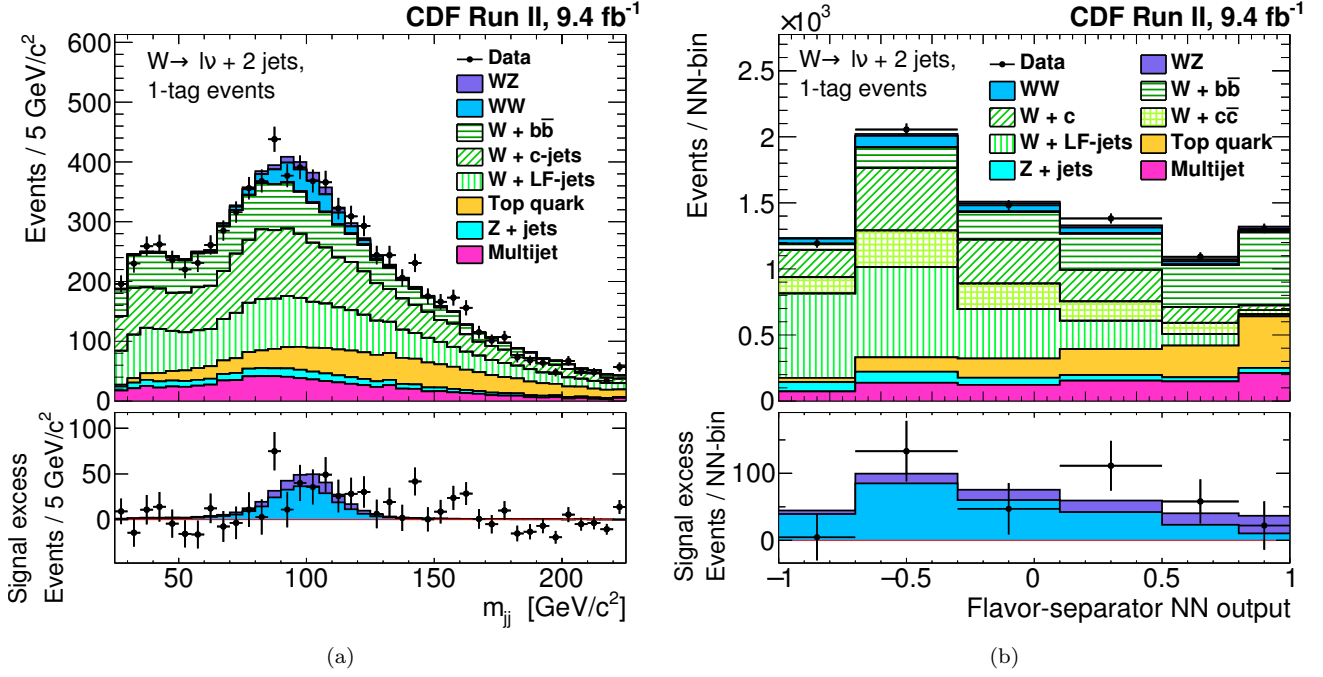 CDF Run II, 9.4 fb⁻¹
Events / 5 GeV/c²
600
500
400
300
200
100
0
W→ lν + 2 jets,
1-tag events
Data
WZ
WW
W + bb̅
W + c-jets
W + LF-jets
Top quark
Z + jets
Multijet
Signal excess
Events / 5 GeV/c²
100
50
0
50 100 150 200
m_jj [GeV/c²]
(a)
×10³
CDF Run II, 9.4 fb⁻¹
Events / NN-bin
2.5
2
1.5
1
0.5
0
W→ lν + 2 jets,
1-tag events
Data WZ
WW W + bb̅
W + c W + cc̅
W + LF-jets Top quark
Z + jets Multijet
Signal excess
Events / NN-bin
100
0
−1 −0.5 0 0.5 1
Flavor-separator NN output
(b)